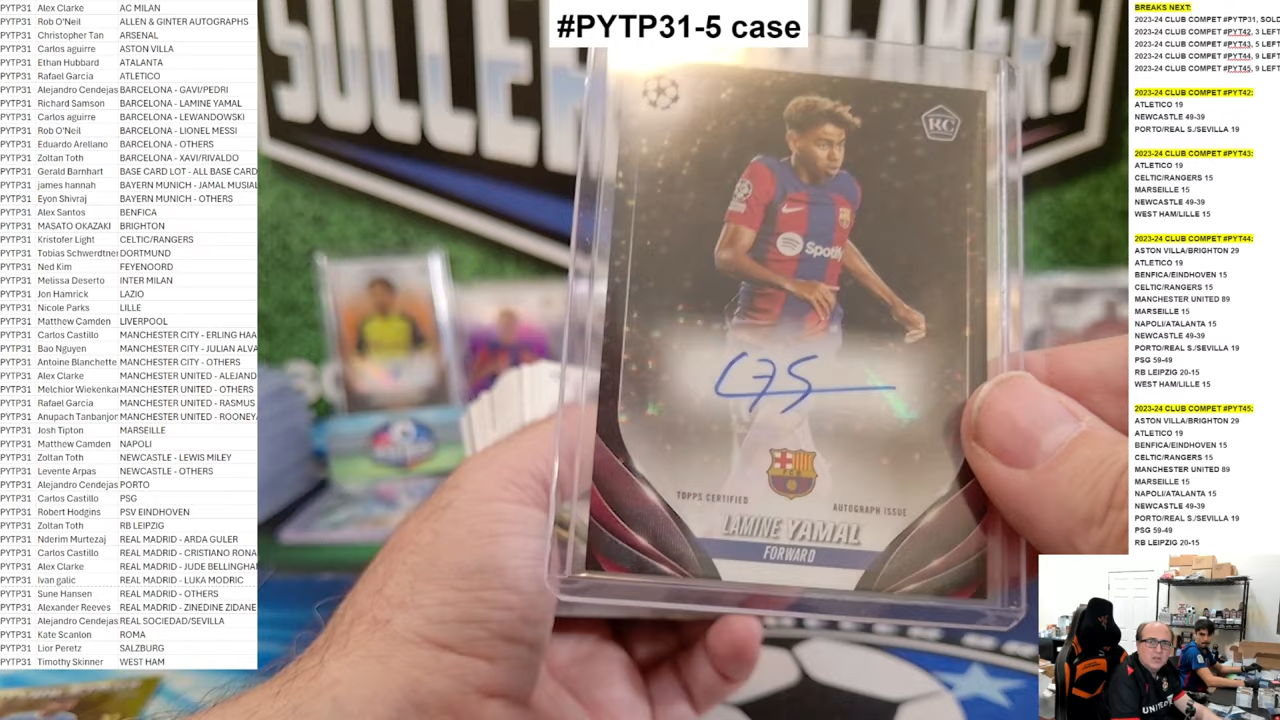 #PYTP31-5 case
PYTP31 Alex Clarke AC MILAN
PYTP31 Rob O'Neil ALLEN & GINTER AUTOGRAPHS
PYTP31 Christopher Tan ARSENAL
PYTP31 Carlos aguirre ASTON VILLA
PYTP31 Ethan Hubbard ATALANTA
PYTP31 Rafael Garcia ATLETICO
PYTP31 Alejandro Cendejas BARCELONA - GAVI/PEDRI
PYTP31 Richard Samson BARCELONA - LAMINE YAMAL
PYTP31 Carlos aguirre BARCELONA - LEWANDOWSKI
PYTP31 Rob O'Neil BARCELONA - LIONEL MESSI
PYTP31 Eduardo Arellano BARCELONA - OTHERS
PYTP31 Zoltan Toth BARCELONA - XAVI/RIVALDO
PYTP31 Gerald Barnhart BASE CARD LOT - ALL BASE CARD
PYTP31 james hannah BAYERN MUNICH - JAMAL MUSIAL
PYTP31 Eyon Shivraj BAYERN MUNICH - OTHERS
PYTP31 Alex Santos BENFICA
PYTP31 MASATO OKAZAKI BRIGHTON
PYTP31 Kristofer Light CELTIC/RANGERS
PYTP31 Tobias Schwerdtner DORTMUND
PYTP31 Ned Kim FEYENOORD
PYTP31 Melissa Deserto INTER MILAN
PYTP31 Jon Hamrick LAZIO
PYTP31 Nicole Parks LILLE
PYTP31 Matthew Camden LIVERPOOL
PYTP31 Carlos Castillo MANCHESTER CITY - ERLING HAA
PYTP31 Bao Nguyen MANCHESTER CITY - JULIAN ALVA
PYTP31 Antoine Blanchette MANCHESTER CITY - OTHERS
PYTP31 Alex Clarke MANCHESTER UNITED - ALEJAND
PYTP31 Melchior Wiekenkar MANCHESTER UNITED - OTHERS
PYTP31 Rafael Garcia MANCHESTER UNITED - RASMUS
PYTP31 Anupach Tanbanjon MANCHESTER UNITED - ROONEY
PYTP31 Josh Tipton MARSEILLE
PYTP31 Matthew Camden NAPOLI
PYTP31 Zoltan Toth NEWCASTLE - LEWIS MILEY
PYTP31 Levente Arpas NEWCASTLE - OTHERS
PYTP31 Alejandro Cendejas PORTO
PYTP31 Carlos Castillo PSG
PYTP31 Robert Hodgins PSV EINDHOVEN
PYTP31 Zoltan Toth RB LEIPZIG
PYTP31 Nderim Murtezaj REAL MADRID - ARDA GULER
PYTP31 Carlos Castillo REAL MADRID - CRISTIANO RONA
PYTP31 Alex Clarke REAL MADRID - JUDE BELLINGHA
PYTP31 Ivan galic REAL MADRID - LUKA MODRIC
PYTP31 Sune Hansen REAL MADRID - OTHERS
PYTP31 Alexander Reeves REAL MADRID - ZINEDINE ZIDANE
PYTP31 Alejandro Cendejas REAL SOCIEDAD/SEVILLA
PYTP31 Kate Scanlon ROMA
PYTP31 Lior Peretz SALZBURG
PYTP31 Timothy Skinner WEST HAM
RC
Spotify
TOPPS CERTIFIED AUTOGRAPH ISSUE
LAMINE YAMAL
FORWARD
BREAKS NEXT:
2023-24 CLUB COMPET #PYTP31, SOLD
2023-24 CLUB COMPET #PYT42, 3 LEFT
2023-24 CLUB COMPET #PYT43, 5 LEFT
2023-24 CLUB COMPET #PYT44, 9 LEFT
2023-24 CLUB COMPET #PYT45, 9 LEFT
2023-24 CLUB COMPET #PYT42:
ATLETICO 19
NEWCASTLE 49-39
PORTO/REAL S./SEVILLA 19
2023-24 CLUB COMPET #PYT43:
ATLETICO 19
CELTIC/RANGERS 15
MARSEILLE 15
NEWCASTLE 49-39
WEST HAM/LILLE 15
2023-24 CLUB COMPET #PYT44:
ASTON VILLA/BRIGHTON 29
ATLETICO 19
BENFICA/EINDHOVEN 15
CELTIC/RANGERS 15
MANCHESTER UNITED 89
MARSEILLE 15
NAPOLI/ATALANTA 15
NEWCASTLE 49-39
PORTO/REAL S./SEVILLA 19
PSG 59-49
RB LEIPZIG 20-15
WEST HAM/LILLE 15
2023-24 CLUB COMPET #PYT45:
ASTON VILLA/BRIGHTON 29
ATLETICO 19
BENFICA/EINDHOVEN 15
CELTIC/RANGERS 15
MANCHESTER UNITED 89
MARSEILLE 15
NAPOLI/ATALANTA 15
NEWCASTLE 49-39
PORTO/REAL S./SEVILLA 19
PSG 59-49
RB LEIPZIG 20-15